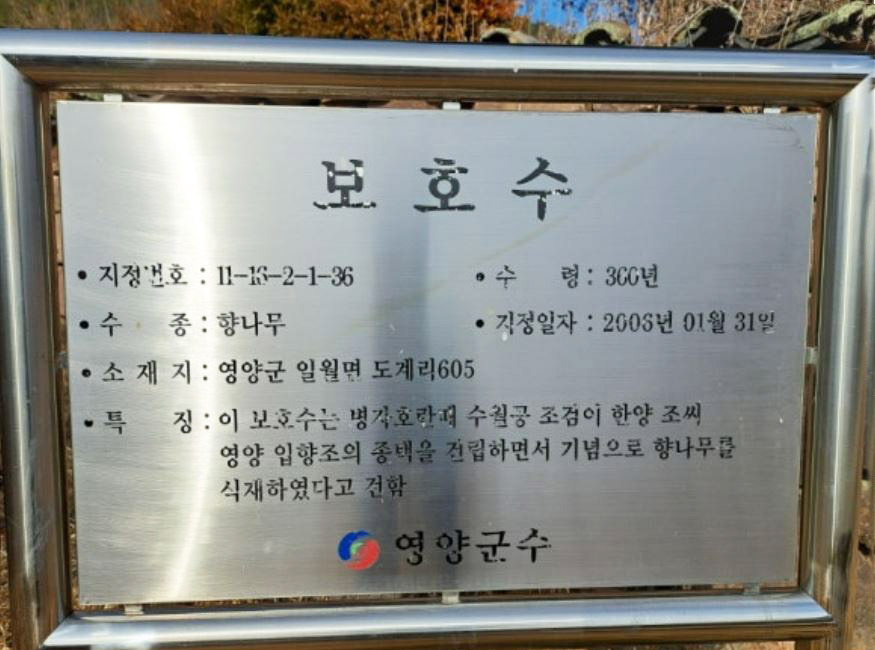 보호수
• 지정번호 : 11-16-2-1-36
• 수 령 : 300년
• 수 종 : 향나무
• 지정일자 : 2006년 01월 31일
• 소 재 지 : 영양군 일월면 도계리605
• 특 징 : 이 보호수는 병자호란때 수월공 조검이 한양 조씨
영양 입향조의 종택을 건립하면서 기념으로 향나무를
식재하였다고 전함
영양군수